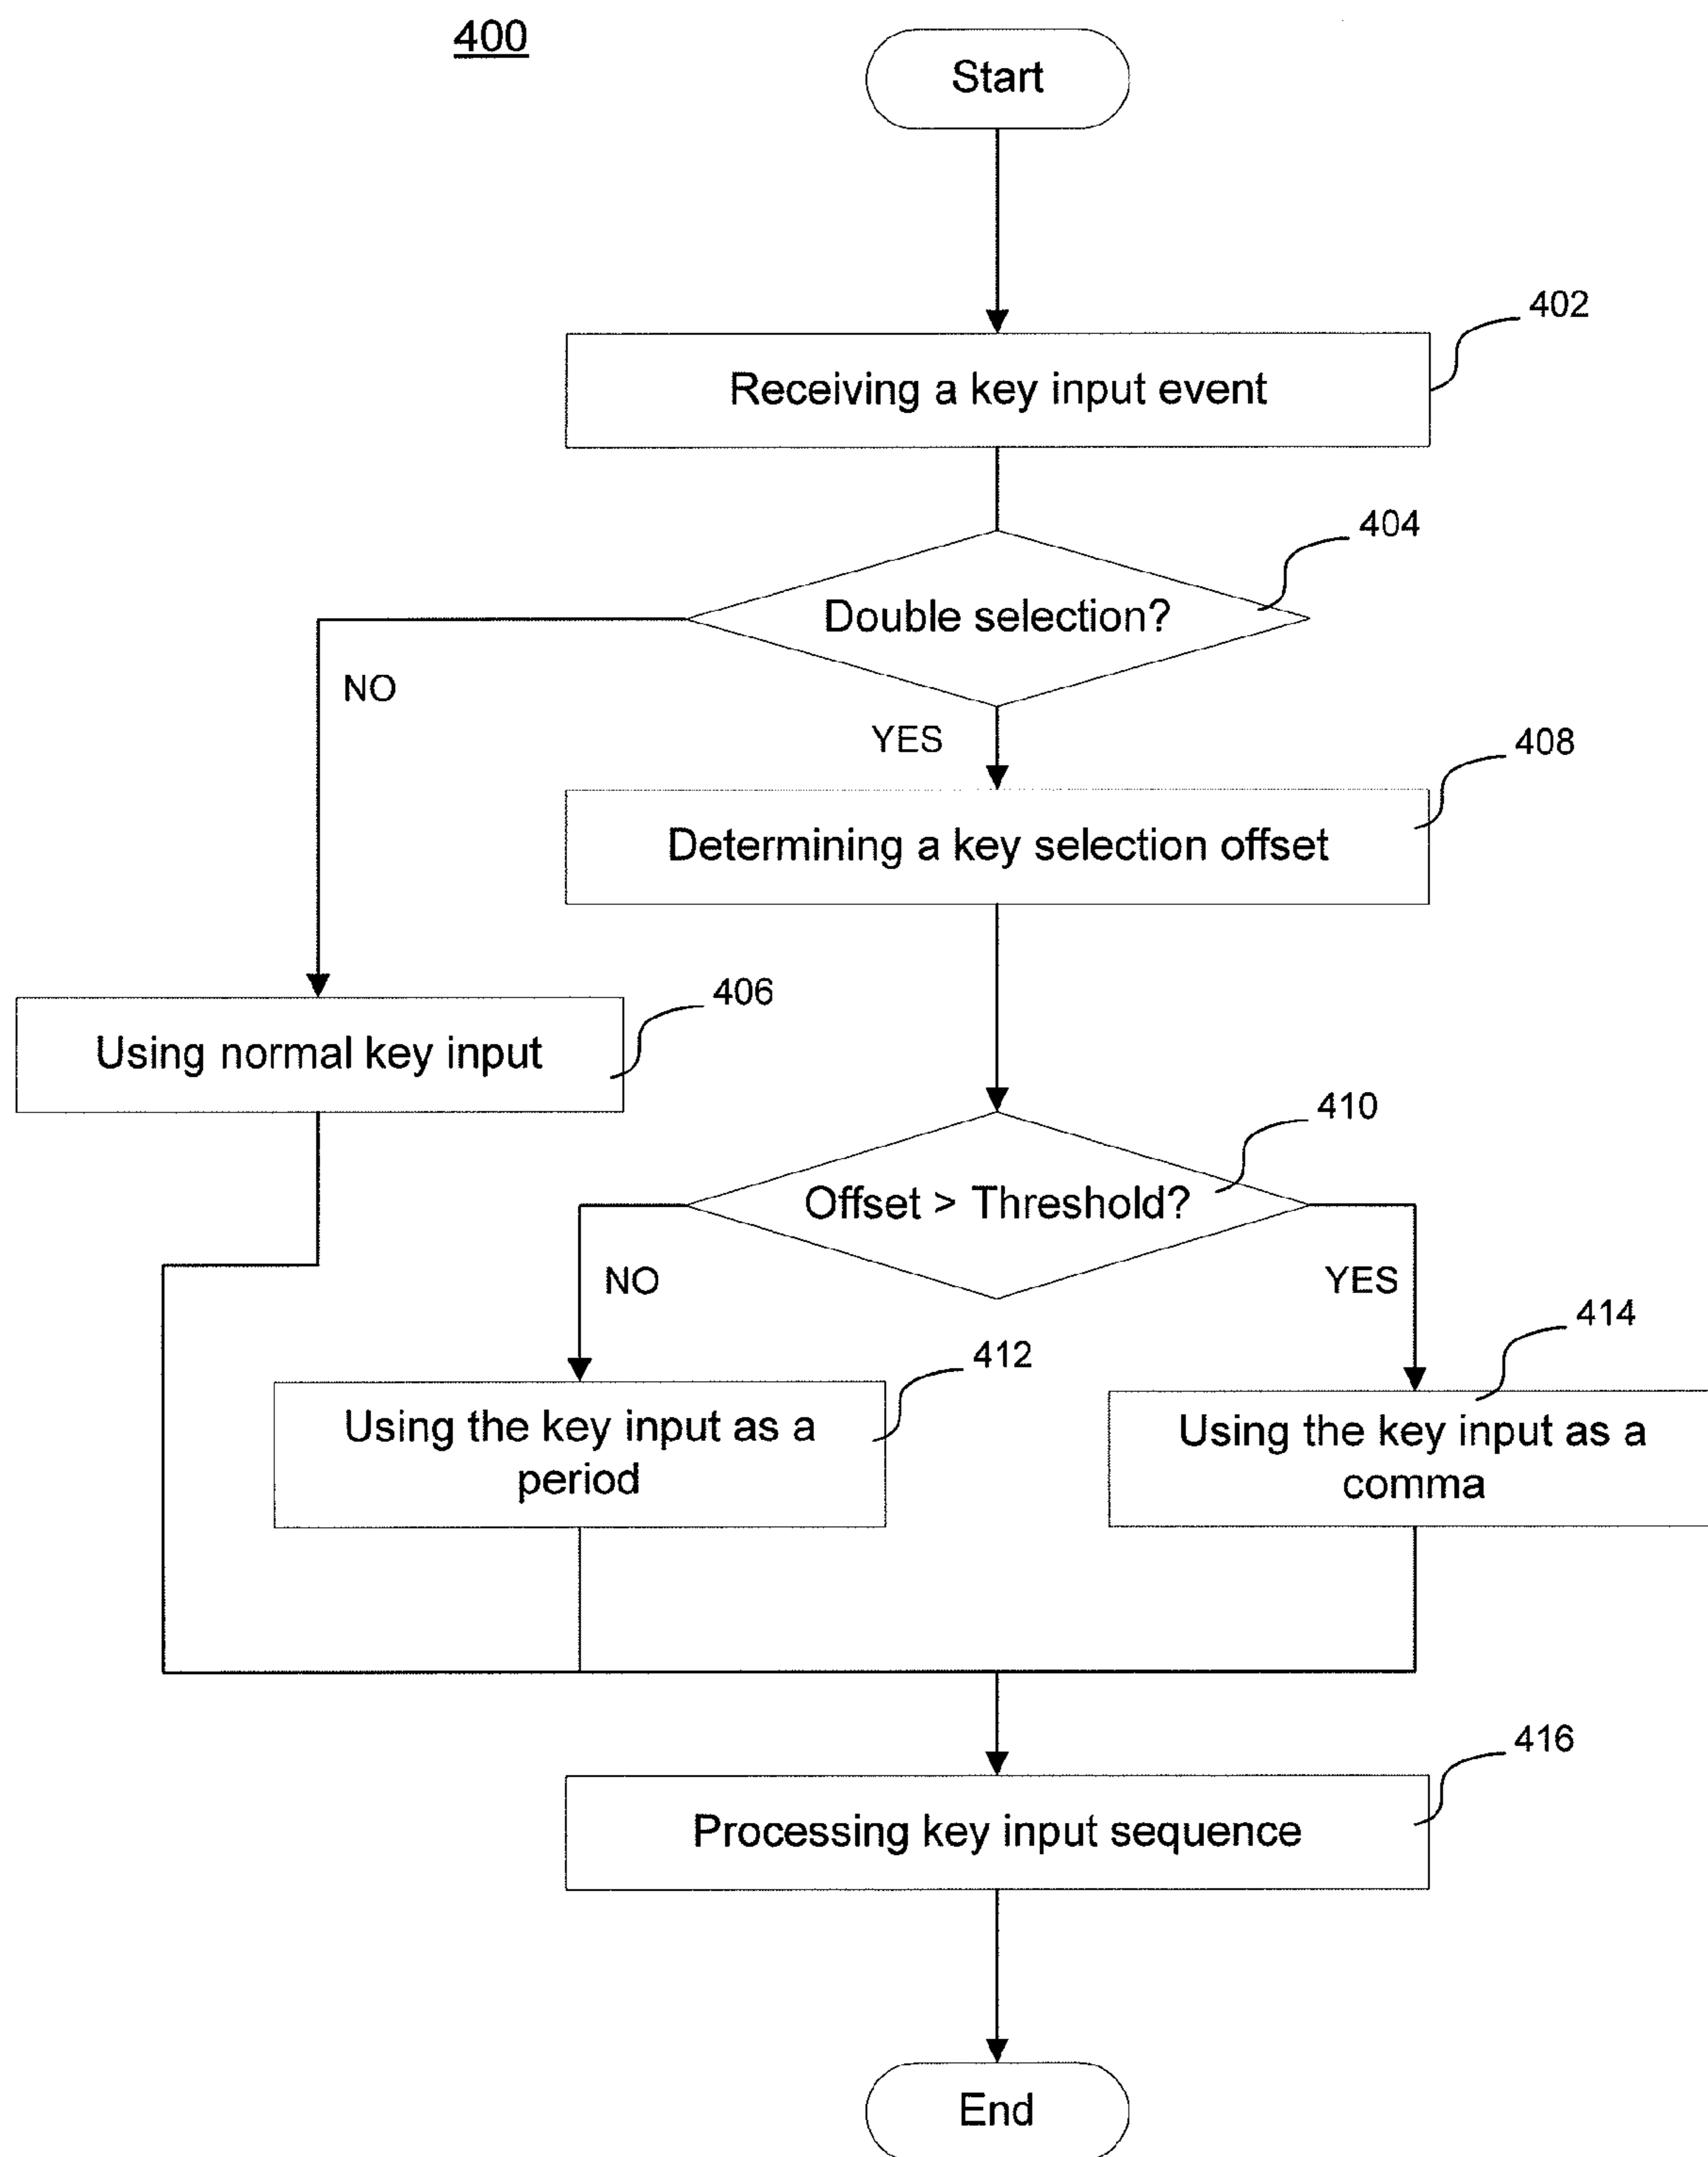 400
Start
402
Receiving a key input event
404
Double selection?
NO
YES
408
Determining a key selection offset
406
Using normal key input
410
Offset > Threshold?
NO
YES
414
412
Using the key input as a
period
Using the key input as a
comma
416
Processing key input sequence
End